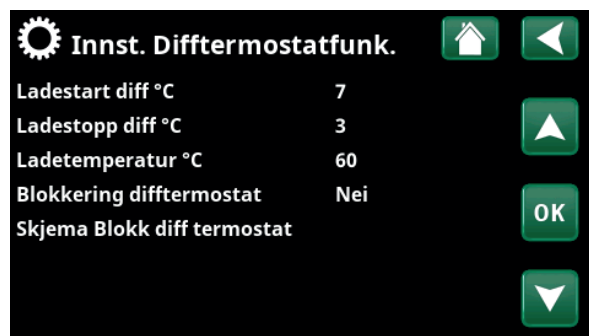 Innst. Difftermostatfunk.
Ladestart diff °C 7
Ladestopp diff °C 3
Ladetemperatur °C 60
Blokkering difftermostat Nei
Skjema Blokk diff termostat
OK